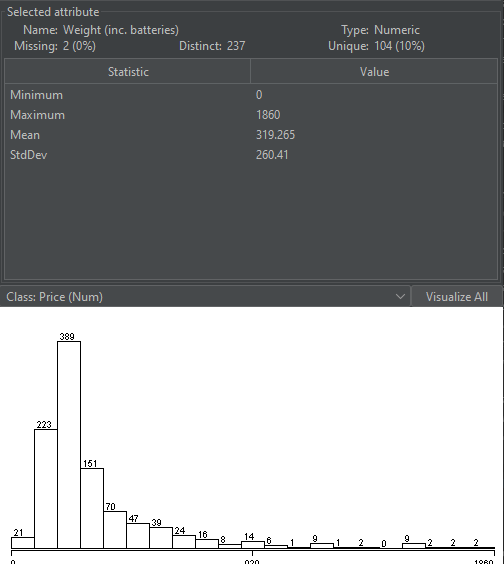 Selected attribute
Name: Weight (inc. batteries) Type: Numeric
Missing: 2 (0%) Distinct: 237 Unique: 104 (10%)
Statistic Value
Minimum 0
Maximum 1860
Mean 319.265
StdDev 260.41
Class: Price (Num) Visualize All
389
223
151
70
47
39
24
21
16
8
14
6
1
9
1
2
0
9
2
2
2
0 930 1860